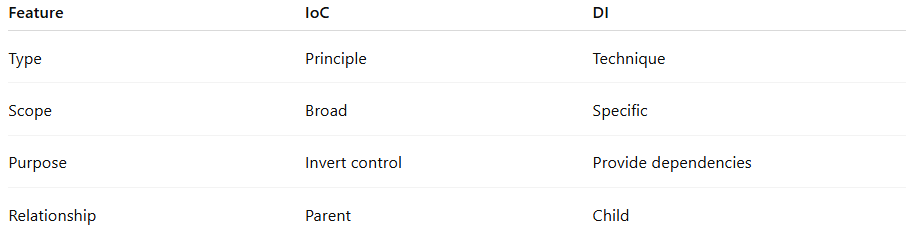 Feature IoC DI
Type Principle Technique
Scope Broad Specific
Purpose Invert control Provide dependencies
Relationship Parent Child